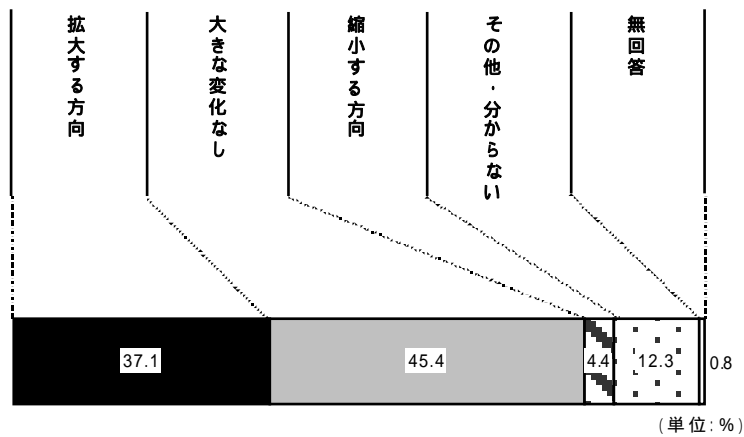 拡大する方向
大きな変化なし
縮小する方向
その他・分からない
無回答
37.1
45.4
4.4
12.3
0.8
(単位:%)